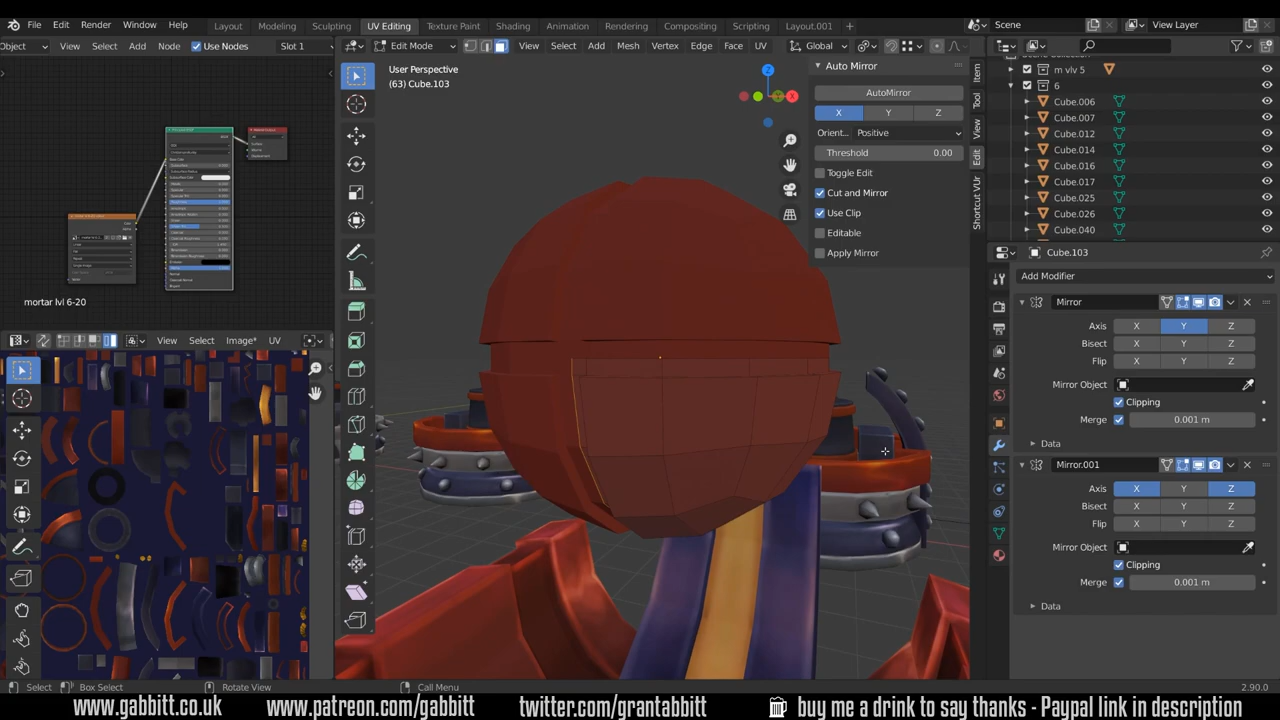 File Edit Render Window Help Layout Modeling Sculpting UV Editing Texture Paint Shading Animation Rendering Compositing Scripting Layout.001 + Scene View Layer
Object View Select Add Node Use Nodes Slot 1
Edit Mode View Select Add Mesh Vertex Edge Face UV Global
User Perspective
(63) Cube.103
Z
X
Auto Mirror
AutoMirror
X Y Z
Orient... Positive
Threshold 0.00
Toggle Edit
Cut and Mirror
Use Clip
Editable
Apply Mirror
Item
Tool
View
Edit
Shortcut VUr
m vlv 5
6
Cube.006
Cube.007
Cube.012
Cube.014
Cube.016
Cube.017
Cube.025
Cube.026
Cube.040
Cube.103
Add Modifier
Mirror
Axis X Y Z
Bisect X Y Z
Flip X Y Z
Mirror Object
Clipping
Merge 0.001 m
Data
Mirror.001
Axis X Y Z
Bisect X Y Z
Flip X Y Z
Mirror Object
Clipping
Merge 0.001 m
Data
mortar lvl 6-20
View Select Image* UV
Select Box Select Rotate View Call Menu 2.90.0
www.gabbitt.co.uk www.patreon.com/gabbitt twitter.com/grantabbitt buy me a drink to say thanks - Paypal link in description